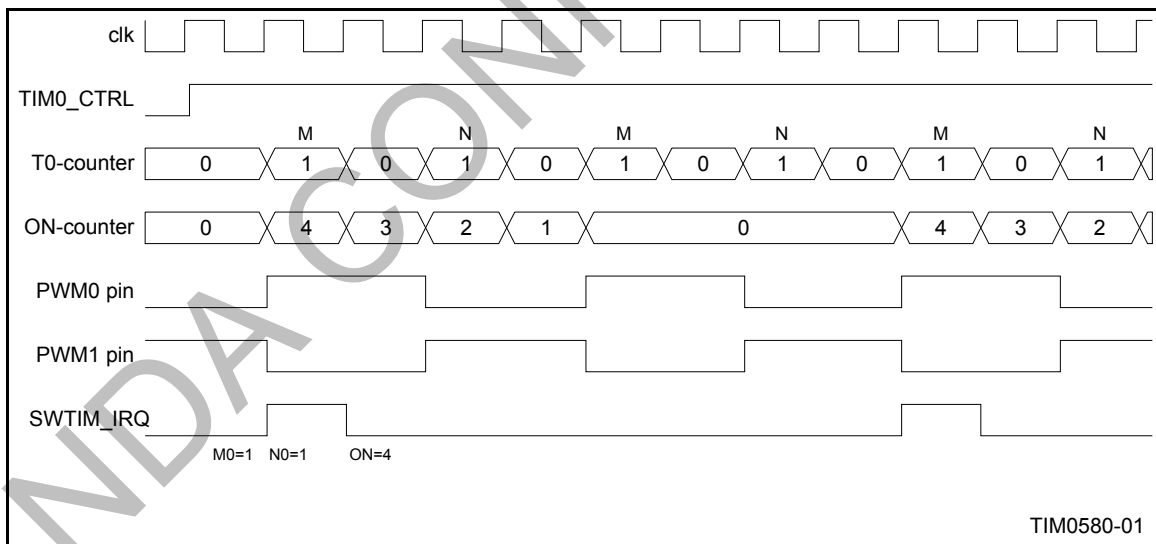 clk
TIM0_CTRL
M N M N M N
T0-counter 0 1 0 1 0 1 0 1 0 1 0 1
ON-counter 0 4 3 2 1 0 4 3 2
PWM0 pin
PWM1 pin
SWTIM_IRQ
M0=1 N0=1 ON=4
TIM0580-01
NDA CONF